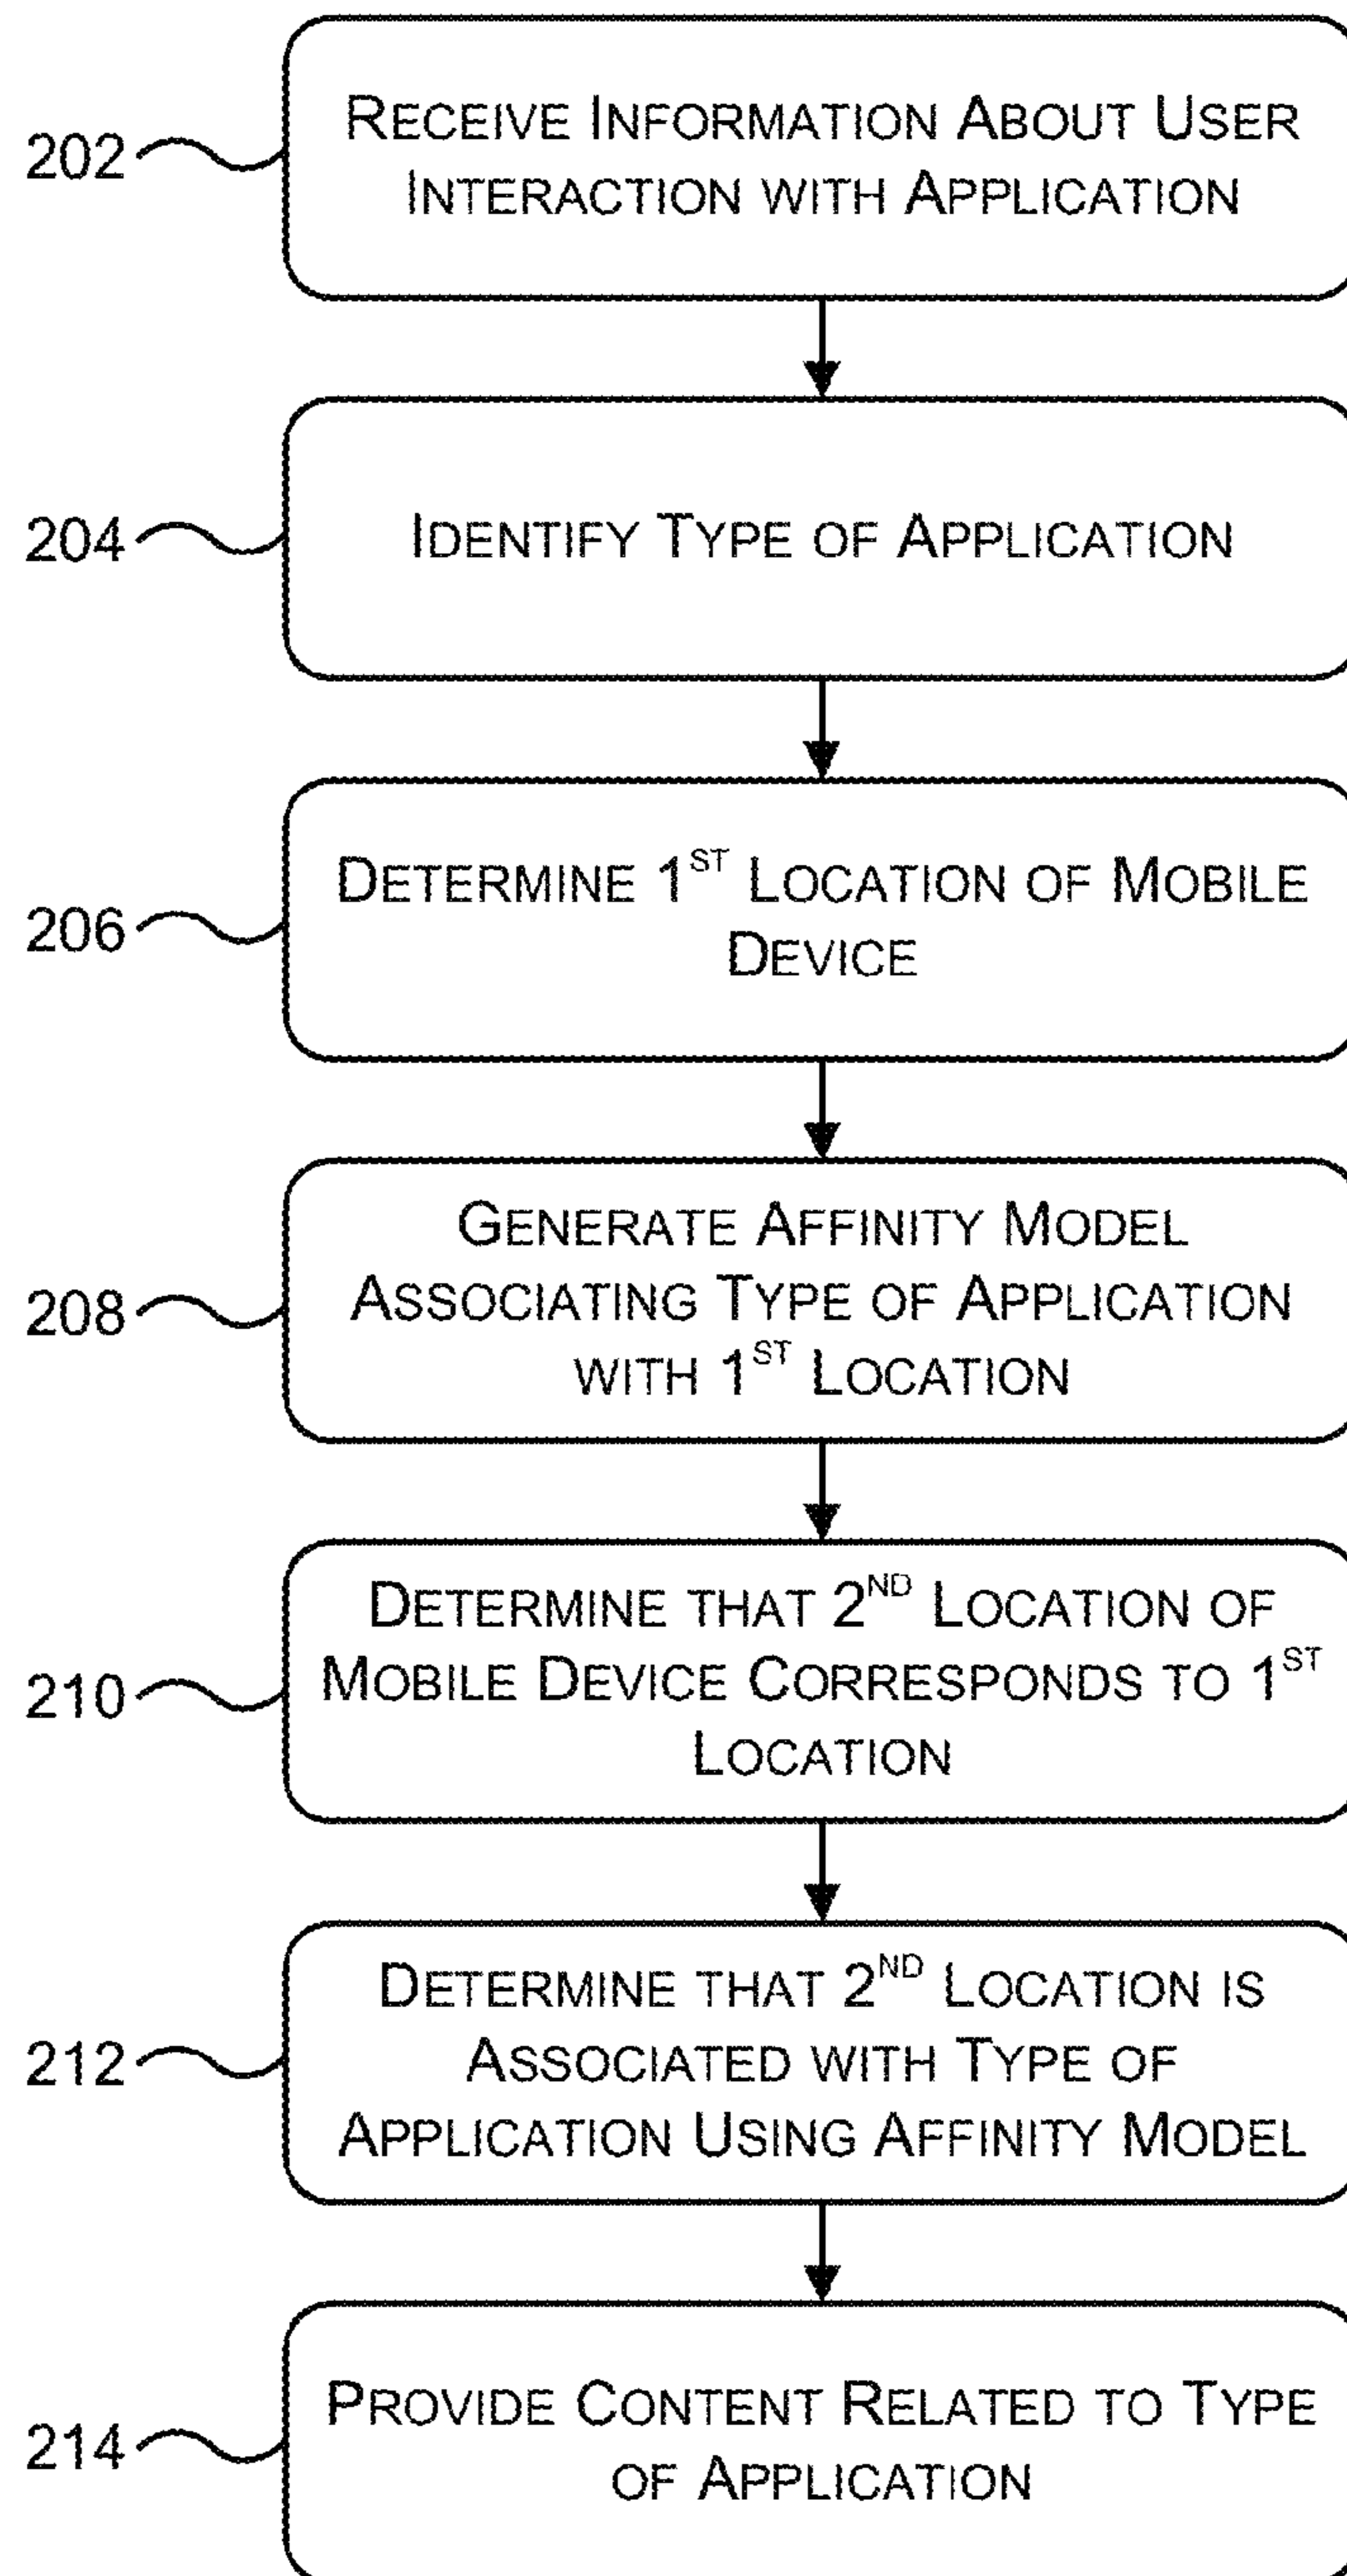 202
RECEIVE INFORMATION ABOUT USER
INTERACTION WITH APPLICATION
204
IDENTIFY TYPE OF APPLICATION
206
DETERMINE 1ST LOCATION OF MOBILE
DEVICE
208
GENERATE AFFINITY MODEL
ASSOCIATING TYPE OF APPLICATION
WITH 1ST LOCATION
210
DETERMINE THAT 2ND LOCATION OF
MOBILE DEVICE CORRESPONDS TO 1ST
LOCATION
212
DETERMINE THAT 2ND LOCATION IS
ASSOCIATED WITH TYPE OF
APPLICATION USING AFFINITY MODEL
214
PROVIDE CONTENT RELATED TO TYPE
OF APPLICATION